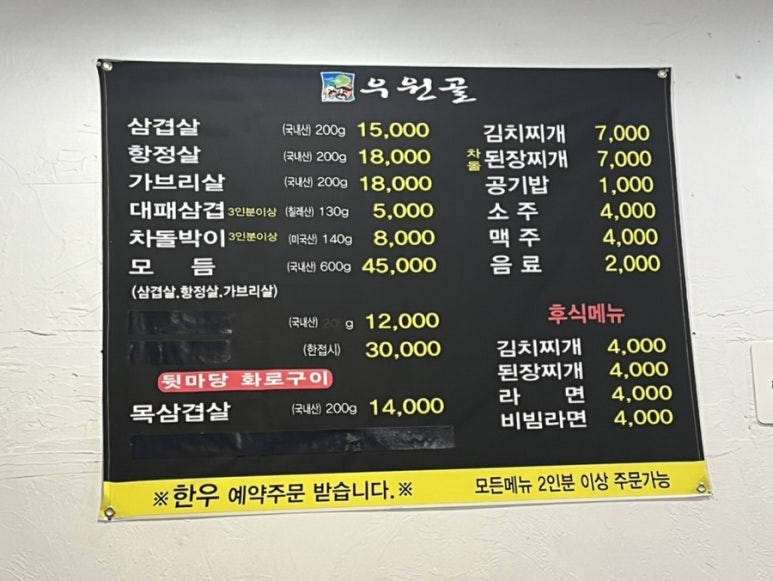 우원골
삼겹살 (국내산) 200g 15,000
항정살 (국내산) 200g 18,000
가브리살 (국내산) 200g 18,000
대패삼겹 3인분이상 (칠레산) 130g 5,000
차돌박이 3인분이상 (미국산) 140g 8,000
모 듬 (국내산) 600g 45,000
(삼겹살.항정살.가브리살)
(국내산) 20 g 12,000
(한접시) 30,000
뒷마당 화로구이
목삼겹살 (국내산) 200g 14,000
김치찌개 7,000
차돌 된장찌개 7,000
공기밥 1,000
소 주 4,000
맥 주 4,000
음 료 2,000
후식메뉴
김치찌개 4,000
된장찌개 4,000
라 면 4,000
비빔라면 4,000
※한우 예약주문 받습니다.※
모든메뉴 2인분 이상 주문가능